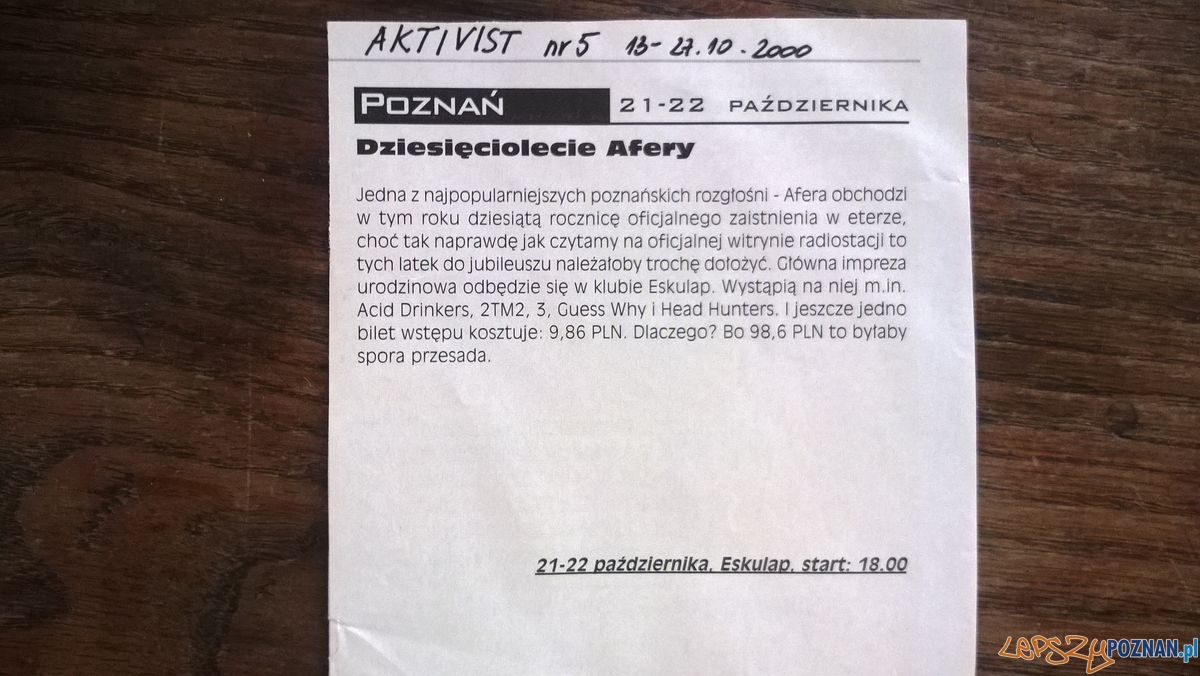 AKTIVIST nr 5 13-27.10.2000
POZNAŃ 21-22 PAŹDZIERNIKA
Dziesięciolecie Afery
Jedna z najpopularniejszych poznańskich rozgłośni - Afera obchodzi
w tym roku dziesiątą rocznicę oficjalnego zaistnienia w eterze,
choć tak naprawdę jak czytamy na oficjalnej witrynie radiostacji to
tych latek do jubileuszu należałoby trochę dołożyć. Główna impreza
urodzinowa odbędzie się w klubie Eskulap. Wystąpią na niej m.in.
Acid Drinkers, 2TM2, 3, Guess Why i Head Hunters. I jeszcze jedno
bilet wstępu kosztuje: 9,86 PLN. Dlaczego? Bo 98,6 PLN to byłaby
spora przesada.
21-22 października, Eskulap, start: 18.00
LEPSZYPOZNAN.pl